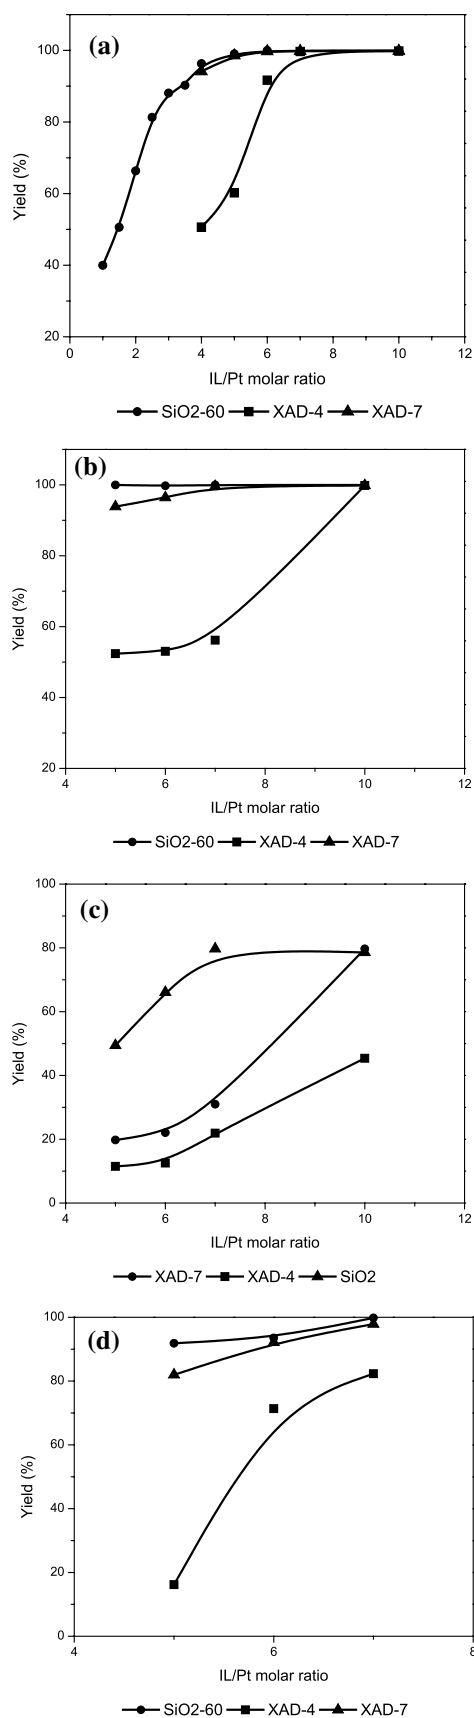 (a)
100
80
60
40
20
Yield (%)
0 2 4 6 8 10 12
IL/Pt molar ratio
SiO2-60 XAD-4 XAD-7
(b)
100
80
60
40
20
Yield (%)
4 6 8 10 12
IL/Pt molar ratio
SiO2-60 XAD-4 XAD-7
(c)
100
80
60
40
20
0
Yield (%)
4 6 8 10 12
IL/Pt molar ratio
XAD-7 XAD-4 SiO2
(d)
100
80
60
40
20
0
Yield (%)
4 6 8
IL/Pt molar ratio
SiO2-60 XAD-4 XAD-7